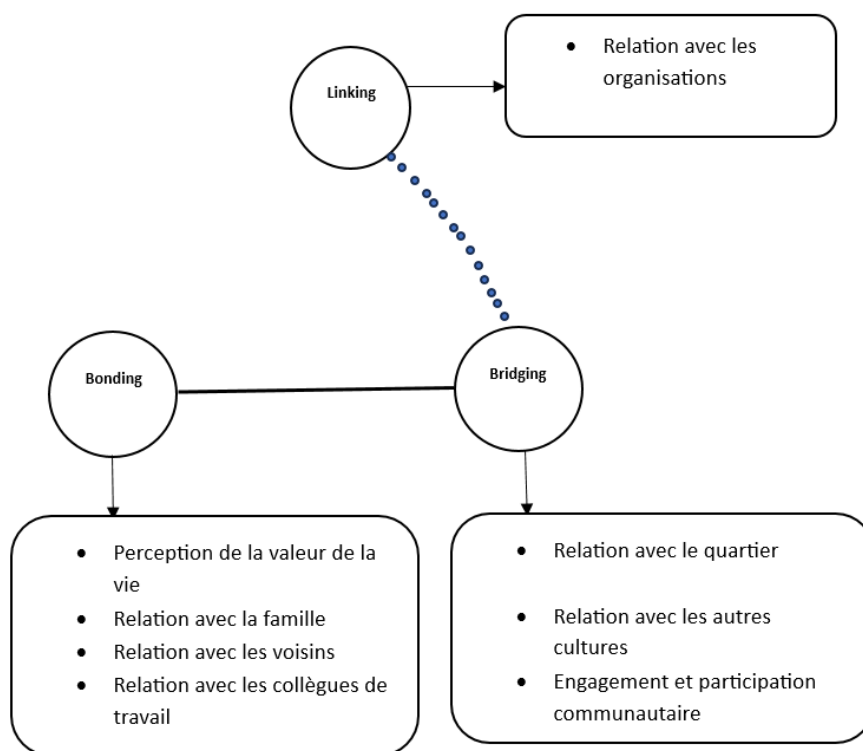 Linking
• Relation avec les
organisations
Bonding
Bridging
• Perception de la valeur de la
vie
• Relation avec la famille
• Relation avec les voisins
• Relation avec les collègues de
travail
• Relation avec le quartier
• Relation avec les autres
cultures
• Engagement et participation
communautaire